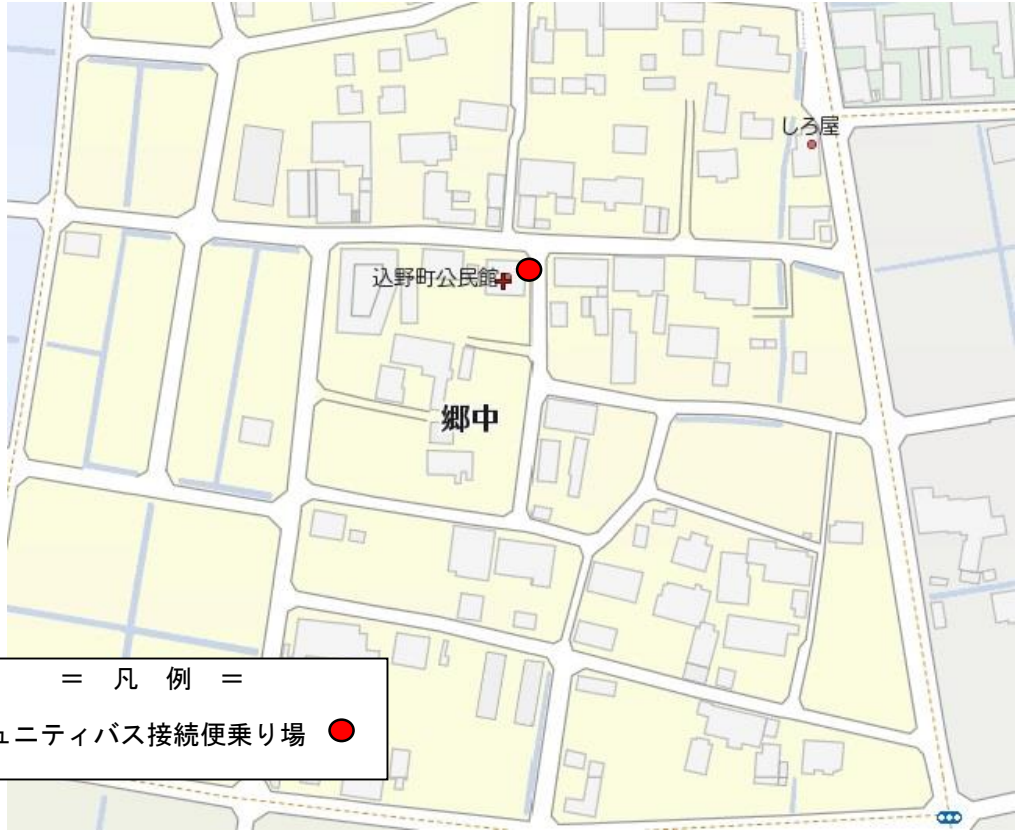 しろ屋
込野町公民館
郷中
＝ 凡 例 ＝
ュニティバス接続便乗り場